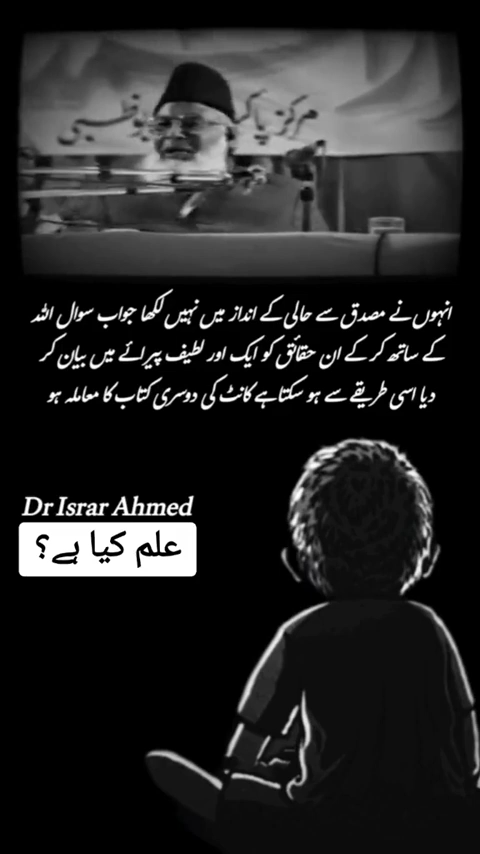 مرکز
انہوں نے مصدق سے حالی کے انداز میں نہیں لکھا جواب سوال اللہ
کے ساتھ کر کے ان حقائق کو ایک اور لطیف پیرائے میں بیان کر
دیا اسی طریقے سے ہو سکتا ہے کانٹ کی دوسری کتاب کا معاملہ ہو
Dr Israr Ahmed
علم کیا ہے؟